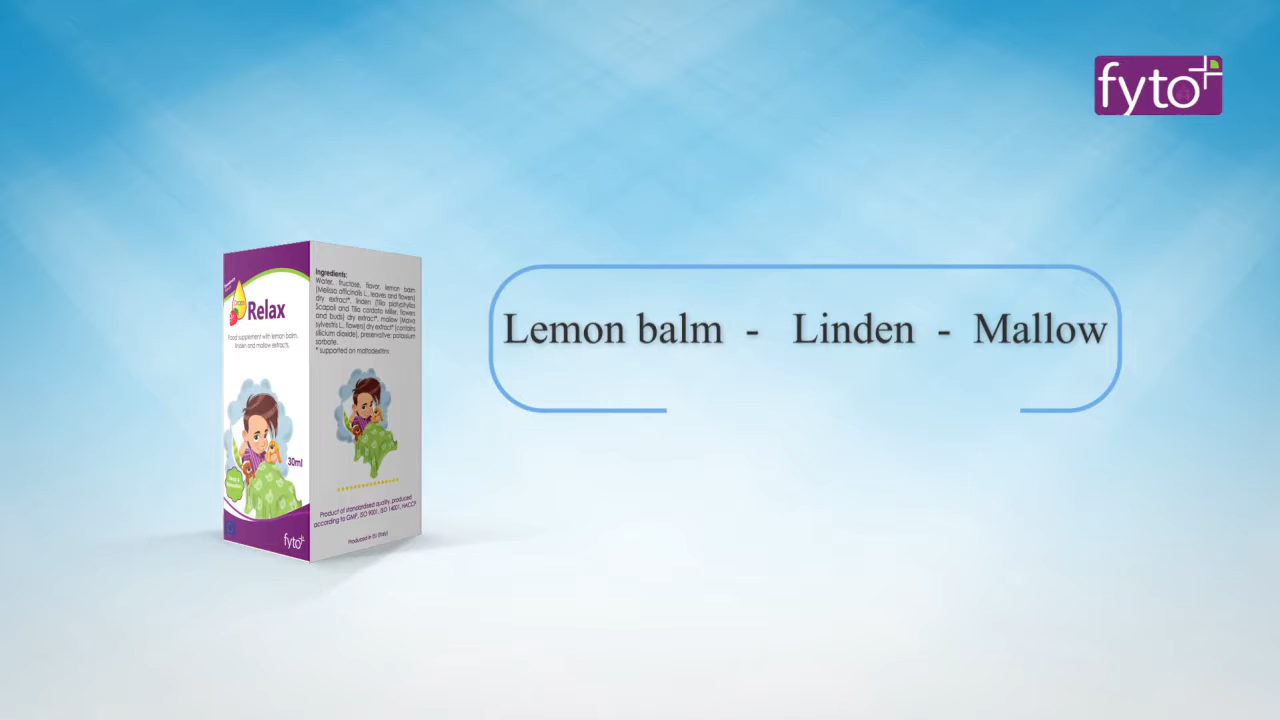 fyto
Lemon balm - Linden - Mallow
Relax
Food supplement with lemon balm,
linden and mallow extracts.
30ml
fyto
Ingredients:
Water, fructose, flavor, lemon balm
(Melissa officinalis L., leaves and flowers)
dry extract*, linden (Tilia platyphyllos
Scapoli and Tilia cordata Miller, flowers
and buds) dry extract*, mallow (Malva
sylvestris L., flowers) dry extract* (contains
silicium dioxide), preservative: potassium
sorbate.
* supported on maltodextrins
Product of standardised quality, produced
according to GMP, ISO 9001, ISO 14001, HACCP
Produced in EU (Italy)